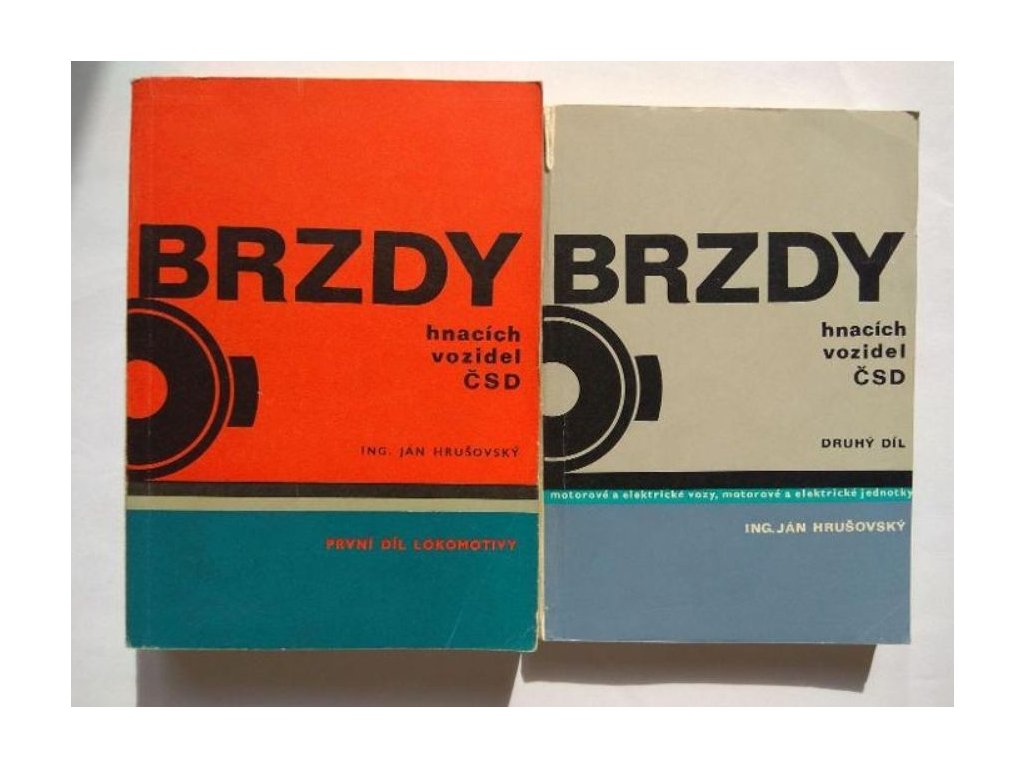 BRZDY
hnacích
vozidel
ČSD
ING. JÁN HRUŠOVSKÝ
PRVNÍ DÍL LOKOMOTIVY
BRZDY
hnacích
vozidel
ČSD
DRUHÝ DÍL
motorové a elektrické vozy, motorové a elektrické jednotky
ING. JÁN HRUŠOVSKÝ